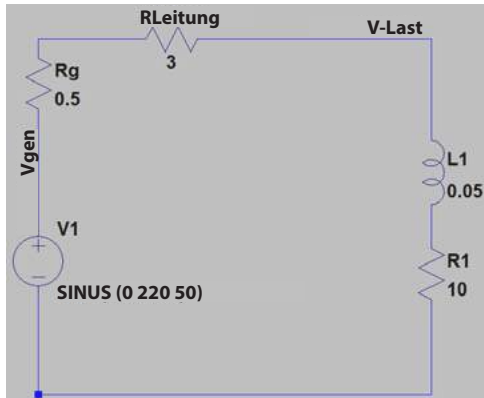 RLeitung
V-Last
3
Rg
0.5
Vgen
L1
0.05
V1
R1
SINUS (0 220 50)
10